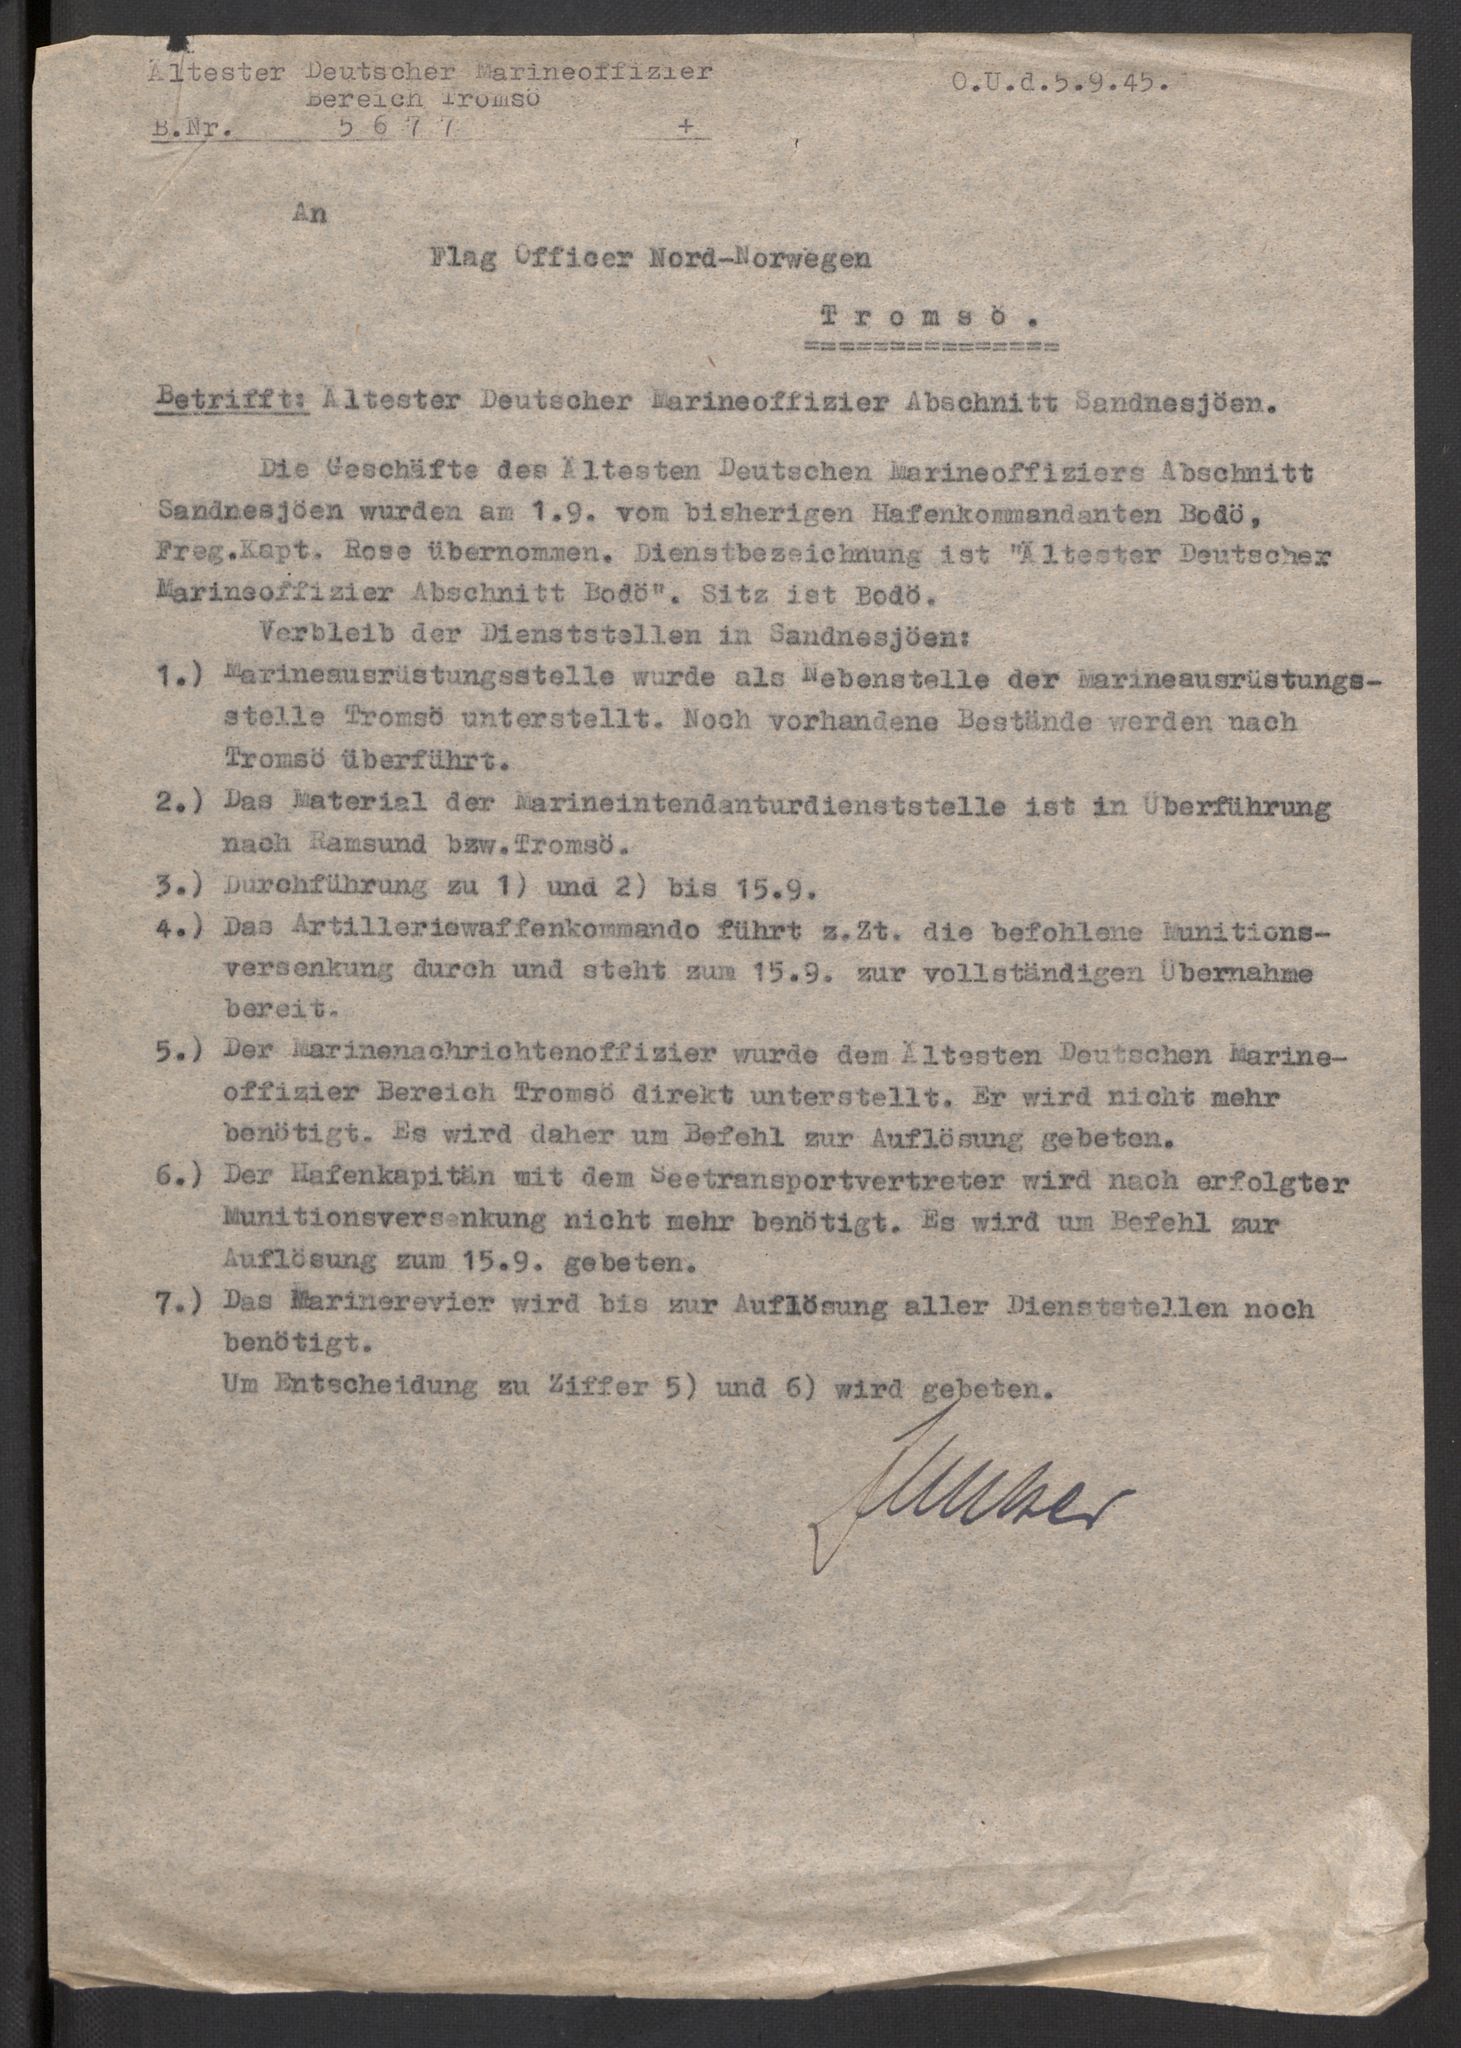 Ältester Deutscher Marineoffizier
Bereich Tromsö
O.U.d.5.9.45.
B.Nr. 5 6 7 7 +
An
Flag Officer Nord-Norwegen
T r o m s ö .
===============
Betrifft: Ältester Deutscher Marineoffizier Abschnitt Sandnesjöen.
Die Geschäfte des Ältesten Deutschen Marineoffiziers Abschnitt
Sandnesjöen wurden am 1.9. vom bisherigen Hafenkommandanten Bodö,
Freg.Kapt. Rose übernommen. Dienstbezeichnung ist "Ältester Deutscher
Marineoffizier Abschnitt Bodö". Sitz ist Bodö.
Verbleib der Dienststellen in Sandnesjöen:
1.) Marineausrüstungsstelle wurde als Nebenstelle der Marineausrüstungs-
stelle Tromsö unterstellt. Noch vorhandene Bestände werden nach
Tromsö überführt.
2.) Das Material der Marineintendanturdienststelle ist in Überführung
nach Ramsund bzw.Tromsö.
3.) Durchführung zu 1) und 2) bis 15.9.
4.) Das Artilleriewaffenkommando führt z.Zt. die befohlene Munitions-
versenkung durch und steht zum 15.9. zur vollständigen Übernahme
bereit.
5.) Der Marinenachrichtenoffizier wurde dem Ältesten Deutschen Marine-
offizier Bereich Tromsö direkt unterstellt. Er wird nicht mehr
benötigt. Es wird daher um Befehl zur Auflösung gebeten.
6.) Der Hafenkapitän mit dem Seetransportvertreter wird nach erfolgter
Munitionsversenkung nicht mehr benötigt. Es wird um Befehl zur
Auflösung zum 15.9. gebeten.
7.) Das Marinerevier wird bis zur Auflösung aller Dienststellen noch
benötigt.
Um Entscheidung zu Ziffer 5) und 6) wird gebeten.